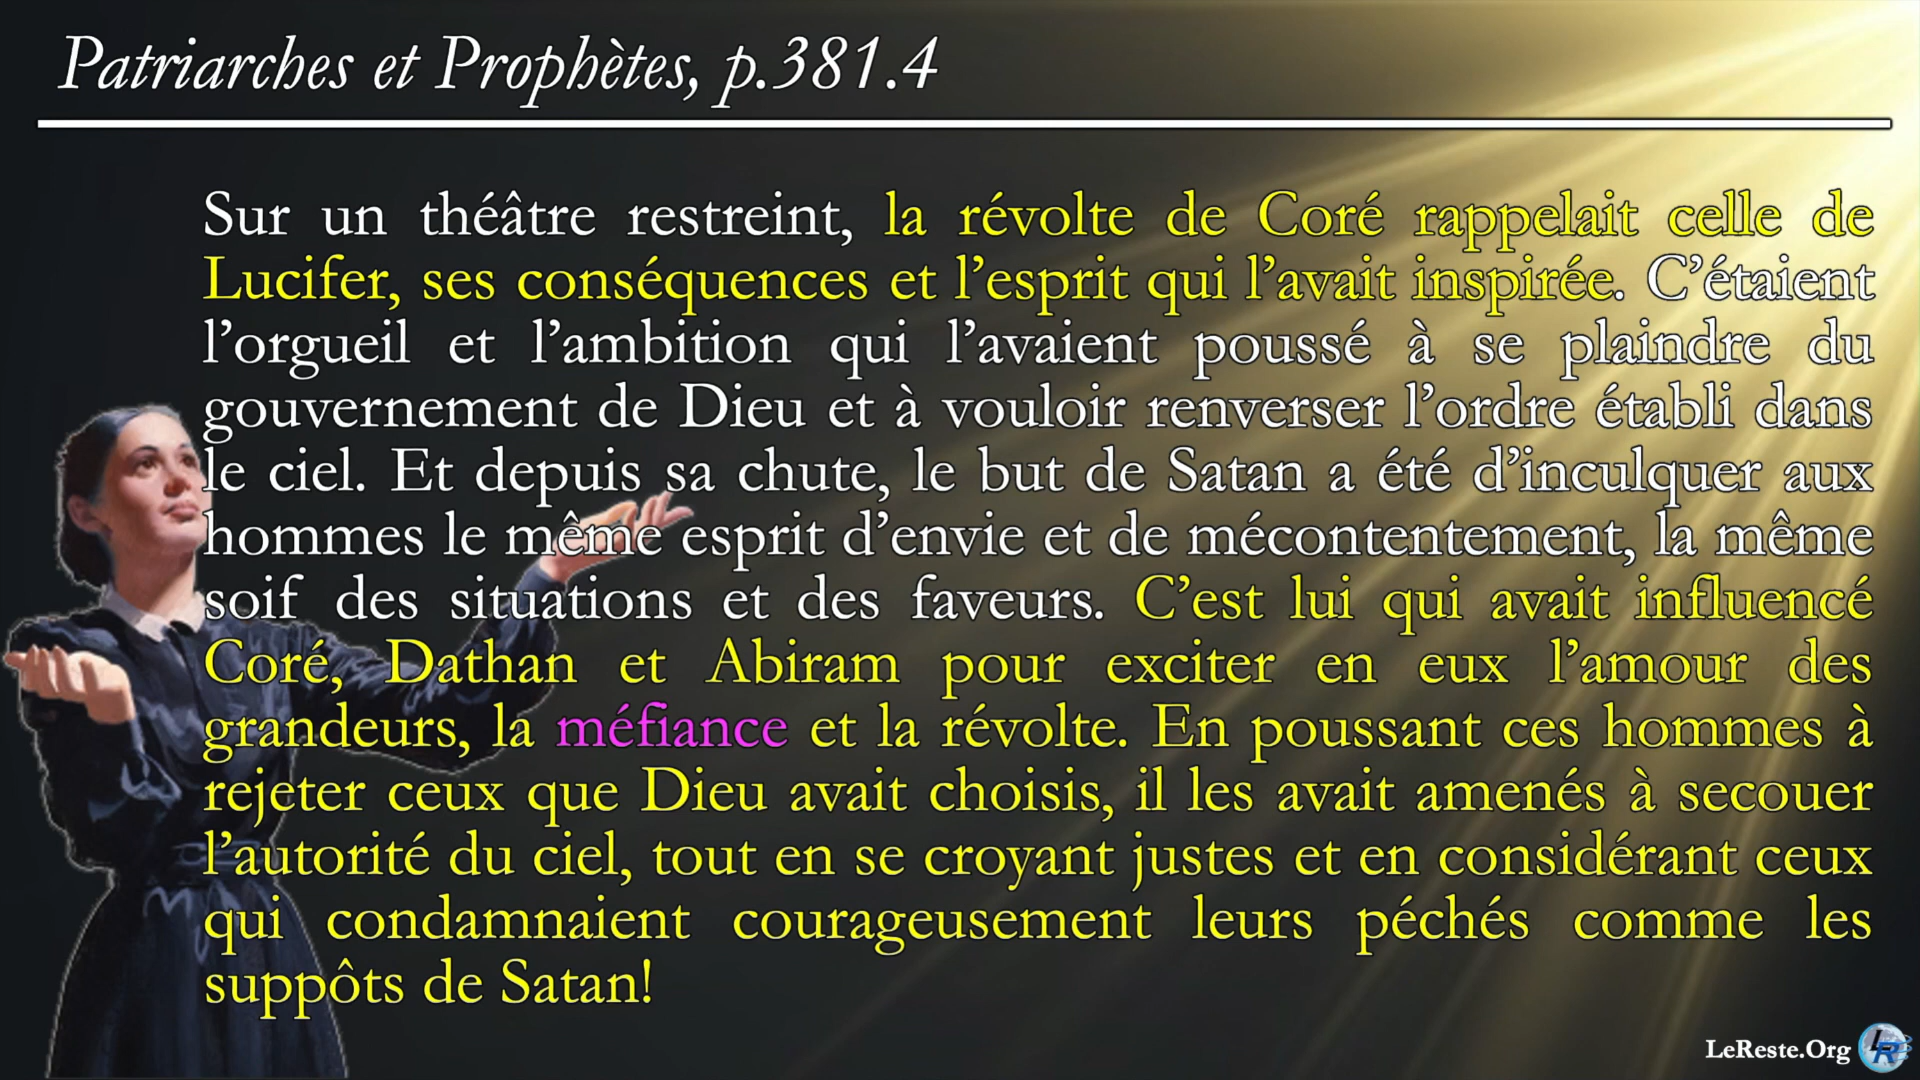 Patriarches et Prophètes, p.381.4
Sur un théâtre restreint, la révolte de Coré rappelait celle de
Lucifer, ses conséquences et l’esprit qui l’avait inspirée. C’étaient
l’orgueil et l’ambition qui l’avaient poussé à se plaindre du
gouvernement de Dieu et à vouloir renverser l’ordre établi dans
le ciel. Et depuis sa chute, le but de Satan a été d’inculquer aux
hommes le même esprit d’envie et de mécontentement, la même
soif des situations et des faveurs. C’est lui qui avait influencé
Coré, Dathan et Abiram pour exciter en eux l’amour des
grandeurs, la méfiance et la révolte. En poussant ces hommes à
rejeter ceux que Dieu avait choisis, il les avait amenés à secouer
l’autorité du ciel, tout en se croyant justes et en considérant ceux
qui condamnaient courageusement leurs péchés comme les
suppôts de Satan!
LeReste.Org LR